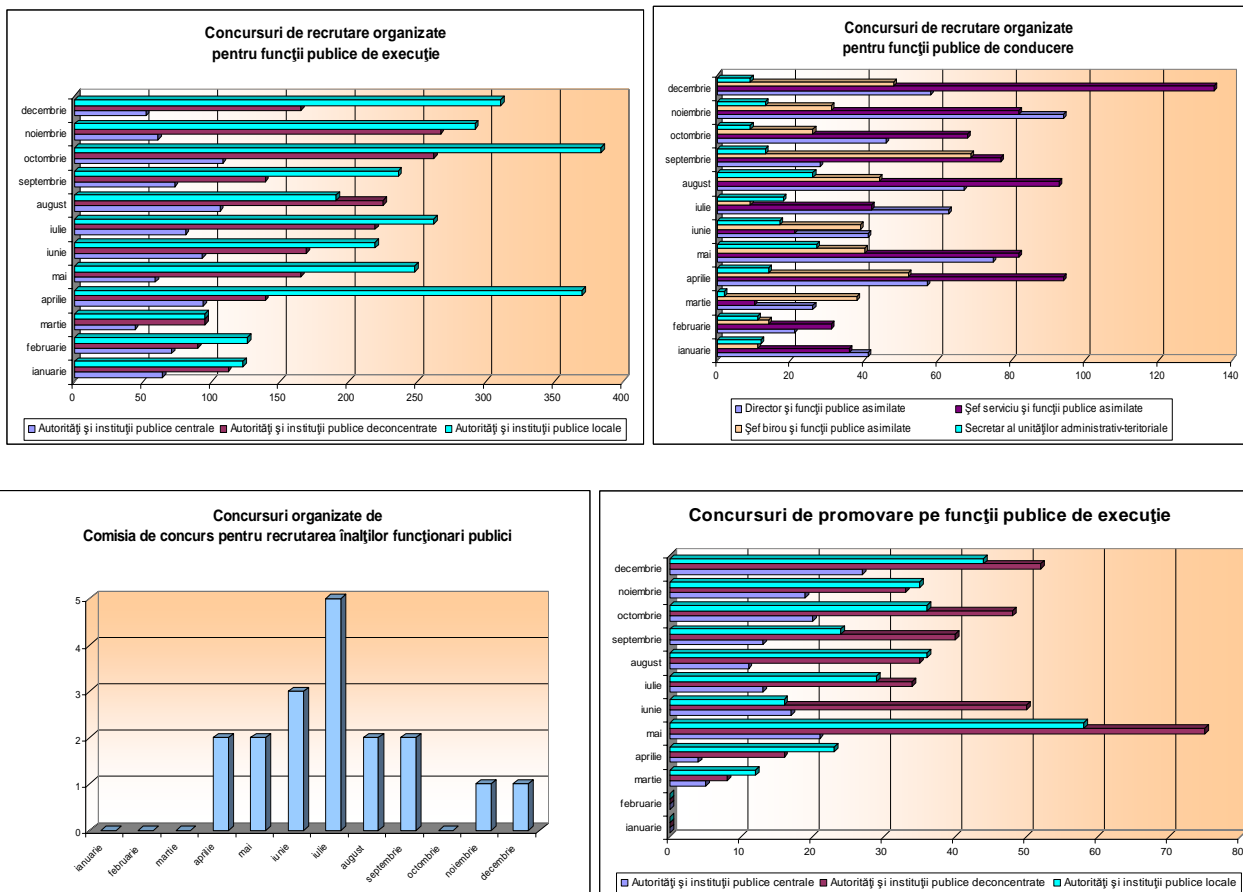 Concursuri de recrutare organizate
pentru funcţii publice de execuţie
decembrie
noiembrie
octombrie
septembrie
august
iulie
iunie
mai
aprilie
martie
februarie
ianuarie
0 50 100 150 200 250 300 350 400
Autorităţi şi instituţii publice centrale Autorităţi şi instituţii publice deconcentrate Autorităţi şi instituţii publice locale
Concursuri de recrutare organizate
pentru funcţii publice de conducere
decembrie
noiembrie
octombrie
septembrie
august
iulie
iunie
mai
aprilie
martie
februarie
ianuarie
0 20 40 60 80 100 120 140
Director şi funcţii publice asimilate Şef serviciu şi funcţii publice asimilate
Şef birou şi funcţii publice asimilate Secretar al unităţilor administrativ-teritoriale
Concursuri organizate de
Comisia de concurs pentru recrutarea înalţilor funcţionari publici
5
4
3
2
1
0
ianuarie februarie martie aprilie mai iunie iulie august septembrie octombrie noiembrie decembrie
Concursuri de promovare pe funcţii publice de execuţie
decembrie
noiembrie
octombrie
septembrie
august
iulie
iunie
mai
aprilie
martie
februarie
ianuarie
0 10 20 30 40 50 60 70 80
Autorităţi şi instituţii publice centrale Autorităţi şi instituţii publice deconcentrate Autorităţi şi instituţii publice locale